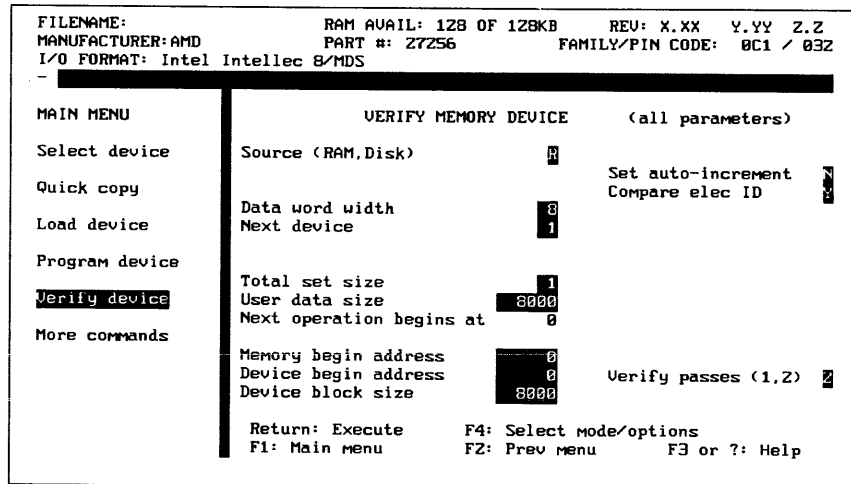 FILENAME: RAM AVAIL: 128 OF 128KB REV: X.XX Y.YY Z.Z
MANUFACTURER: AMD PART #: 27256 FAMILY/PIN CODE: 0C1 / 032
I/O FORMAT: Intel Intellec 8/MDS
MAIN MENU
Select device
Quick copy
Load device
Program device
Verify device
More commands
VERIFY MEMORY DEVICE (all parameters)
Source (RAM,Disk) R
Set auto-increment N
Compare elec ID Y
Data word width 8
Next device 1
Total set size 1
User data size 8000
Next operation begins at 0
Memory begin address 0
Device begin address 0
Device block size 8000
Verify passes (1,2) 2
Return: Execute F4: Select mode/options
F1: Main menu F2: Prev menu F3 or ?: Help